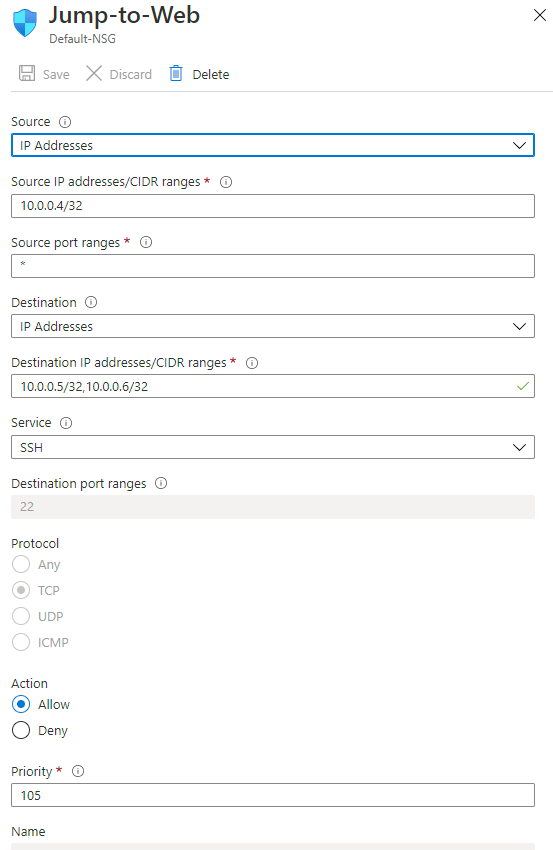 Jump-to-Web
Default-NSG
Save Discard Delete
Source
IP Addresses
Source IP addresses/CIDR ranges *
10.0.0.4/32
Source port ranges *
*
Destination
IP Addresses
Destination IP addresses/CIDR ranges *
10.0.0.5/32,10.0.0.6/32
Service
SSH
Destination port ranges
22
Protocol
Any
TCP
UDP
ICMP
Action
Allow
Deny
Priority *
105
Name